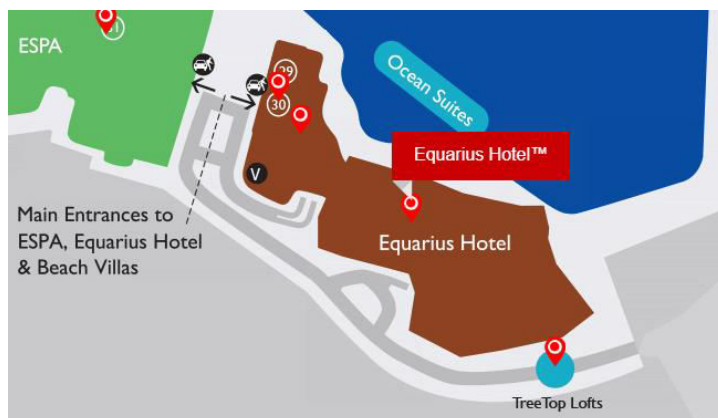 31
ESPA
29
30
Ocean Suites
Equarius Hotel™
V
Main Entrances to
ESPA, Equarius Hotel
& Beach Villas
Equarius Hotel
TreeTop Lofts